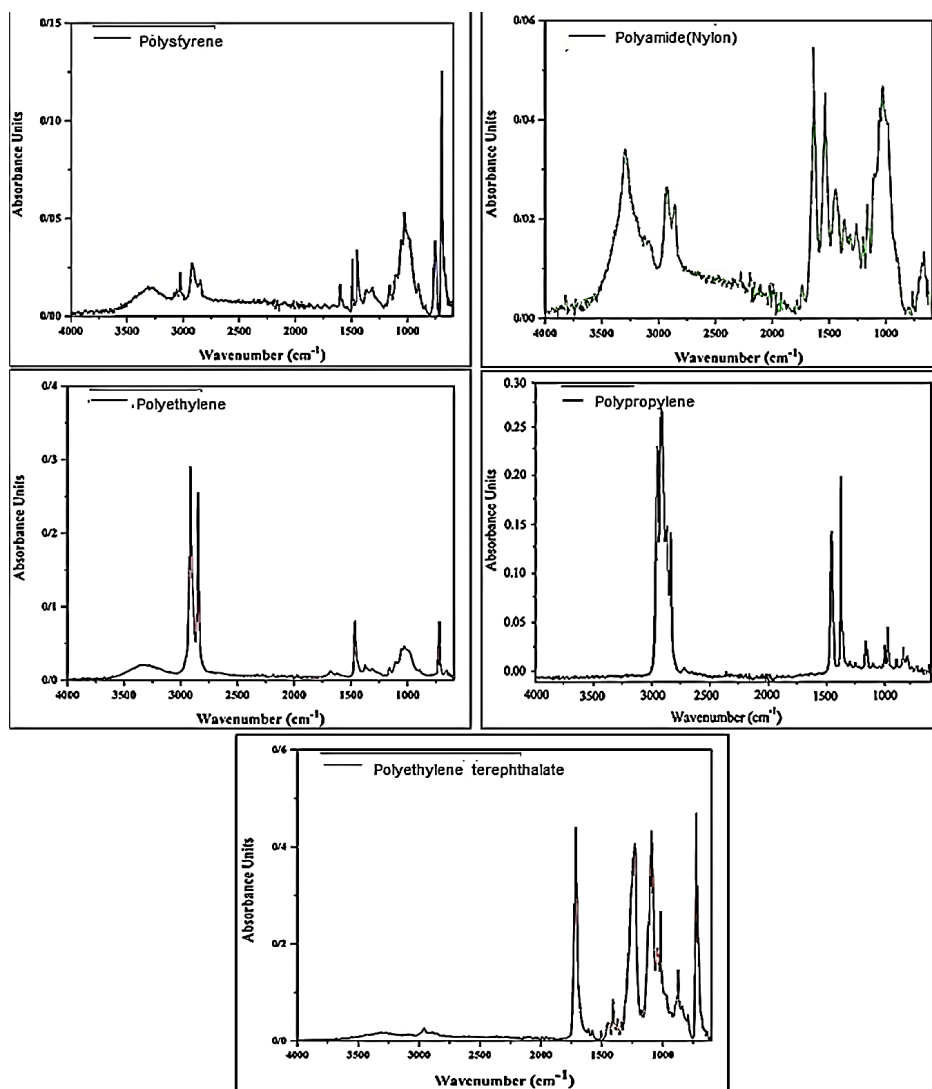 0/15
Polystyrene
0/10
0/05
0/00
Absorbance Units
4000 3500 3000 2500 2000 1500 1000
Wavenumber (cm⁻¹)
0/06
Polyamide(Nylon)
0/04
0/02
0/00
Absorbance Units
4000 3500 3000 2500 2000 1500 1000
Wavenumber (cm⁻¹)
0/4
Polyethylene
0/3
0/2
0/1
0/0
Absorbance Units
4000 3500 3000 2500 2000 1500 1000
Wavenumber (cm⁻¹)
0.30
Polypropylene
0.25
0.20
0.15
0.10
0.05
0.00
Absorbance Units
4000 3500 3000 2500 2000 1500 1000
Wavenumber (cm⁻¹)
0/6
Polyethylene terephthalate
0/4
0/2
0/0
Absorbance Units
4000 3500 3000 2500 2000 1500 1000
Wavenumber (cm⁻¹)